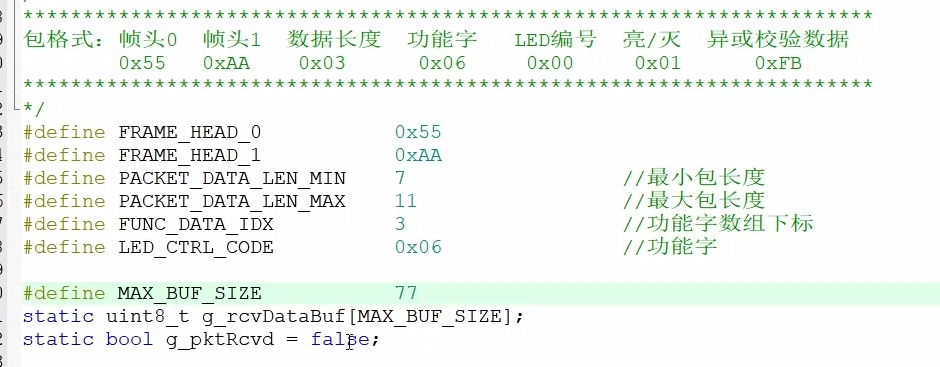 ************************************************************************
包格式：帧头0 帧头1 数据长度 功能字 LED编号 亮/灭 异或校验数据
0x55 0xAA 0x03 0x06 0x00 0x01 0xFB
************************************************************************
*/
#define FRAME_HEAD_0 0x55
#define FRAME_HEAD_1 0xAA
#define PACKET_DATA_LEN_MIN 7 //最小包长度
#define PACKET_DATA_LEN_MAX 11 //最大包长度
#define FUNC_DATA_IDX 3 //功能字数组下标
#define LED_CTRL_CODE 0x06 //功能字
#define MAX_BUF_SIZE 77
static uint8_t g_rcvDataBuf[MAX_BUF_SIZE];
static bool g_pktRcvd = false;